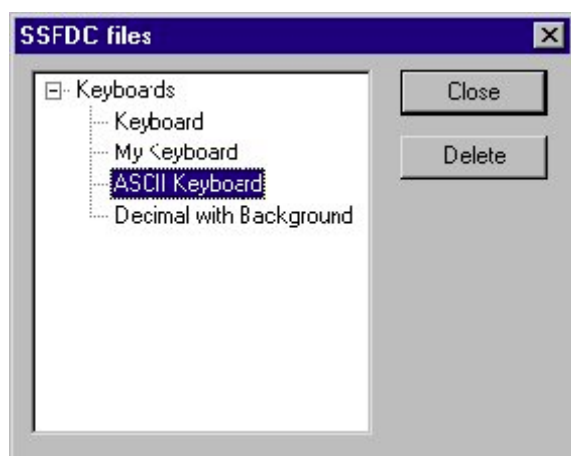 SSFDC files
Keyboards
Keyboard
My Keyboard
ASCII Keyboard
Decimal with Background
Close
Delete